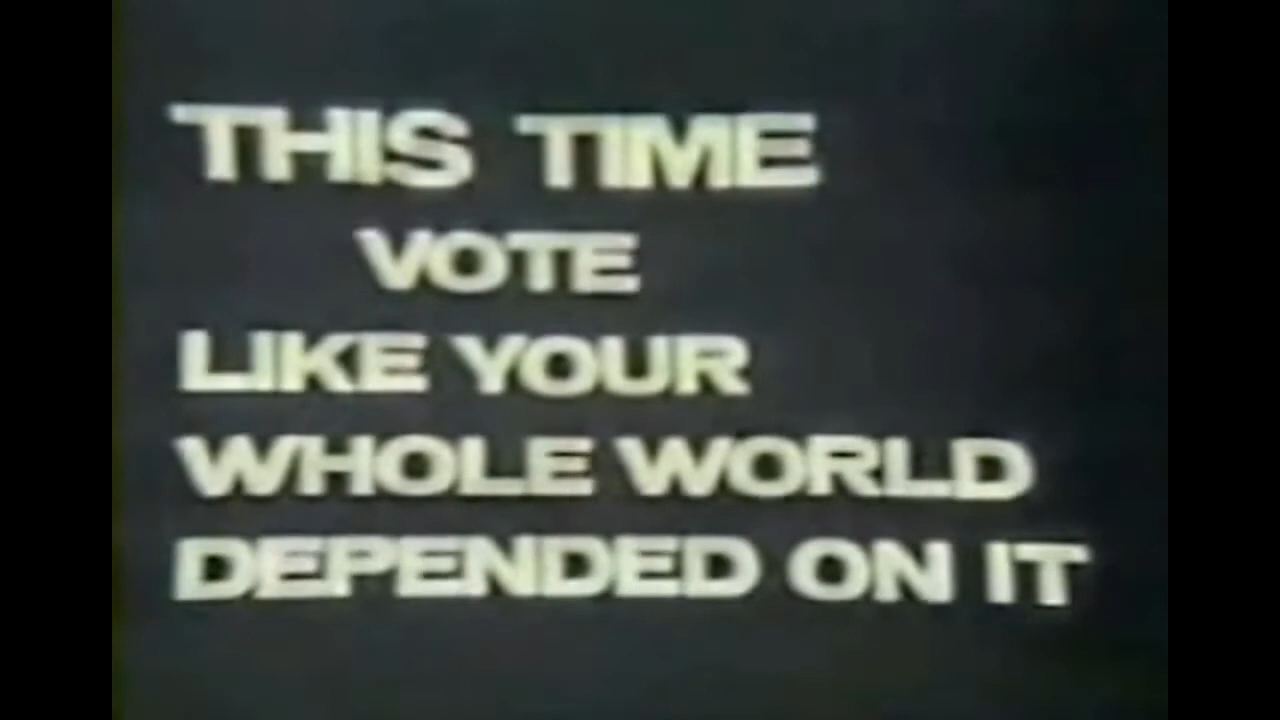 THIS TIME
VOTE
LIKE YOUR
WHOLE WORLD
DEPENDED ON IT